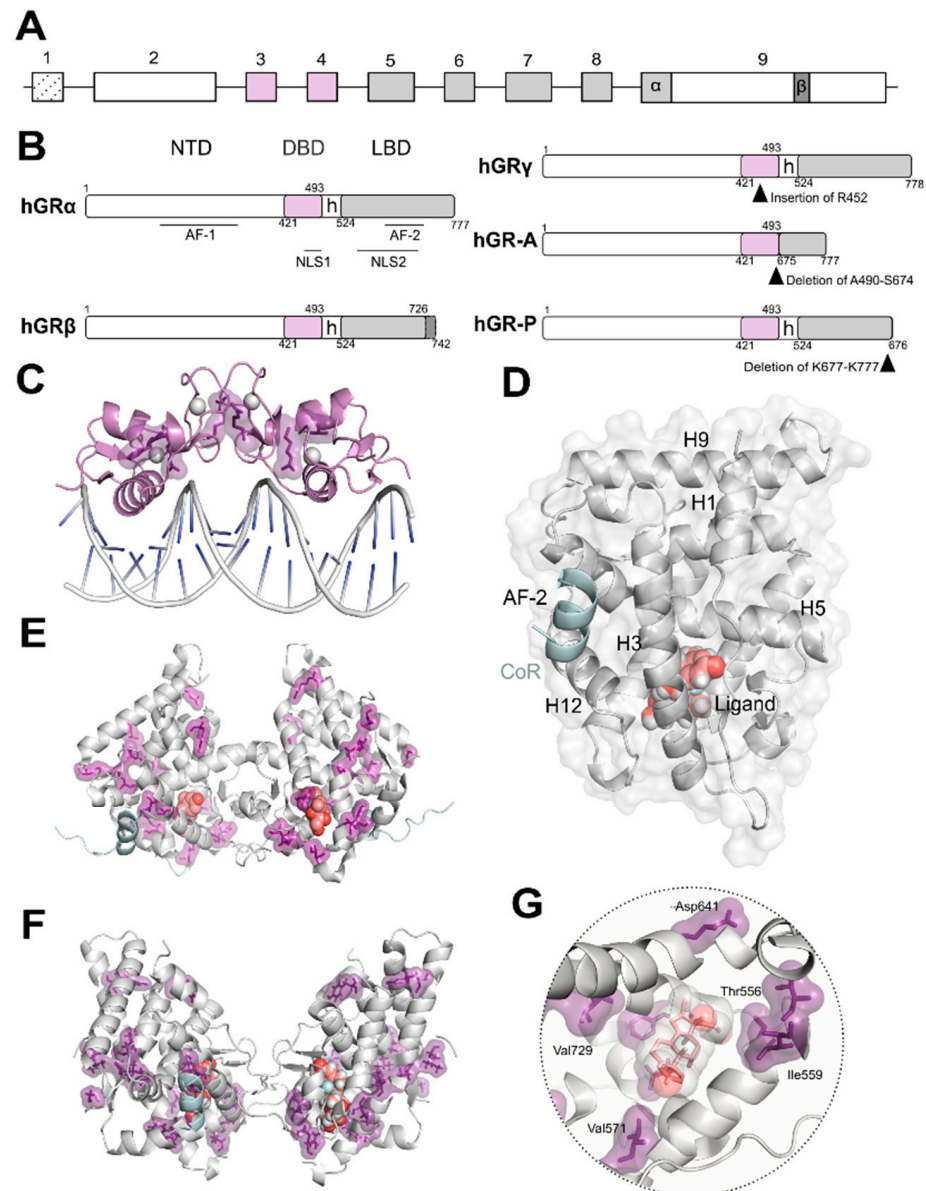 A
1 2 3 4 5 6 7 8 9
α β
B
NTD DBD LBD
hGRα
1 493
h
421 524 777
AF-1 AF-2
NLS1 NLS2
hGRβ
1 493 726
h
421 524 742
hGRγ
1 493
h
421 524 778
Insertion of R452
hGR-A
1 493
421 675 777
Deletion of A490-S674
hGR-P
1 493
h
421 524 676
Deletion of K677-K777
C
D
H9
H1
AF-2
H5
H3
CoR
H12
Ligand
E
F
G
Asp641
Thr556
Val729
Ile559
Val571